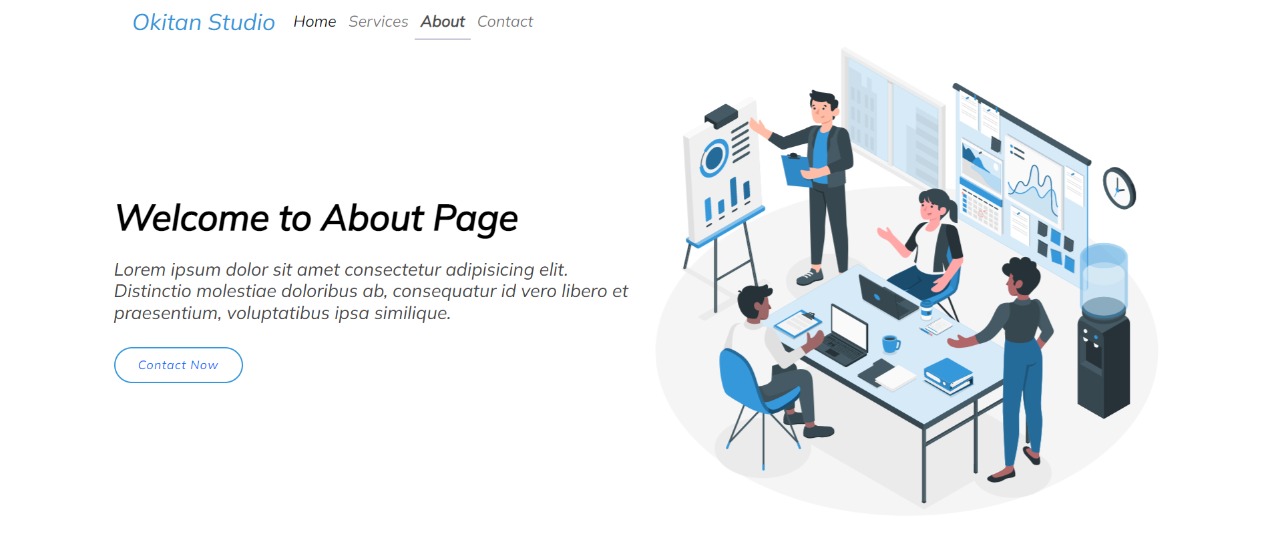 Okitan Studio Home Services About Contact
Welcome to About Page
Lorem ipsum dolor sit amet consectetur adipisicing elit.
Distinctio molestiae doloribus ab, consequatur id vero libero et
praesentium, voluptatibus ipsa similique.
Contact Now